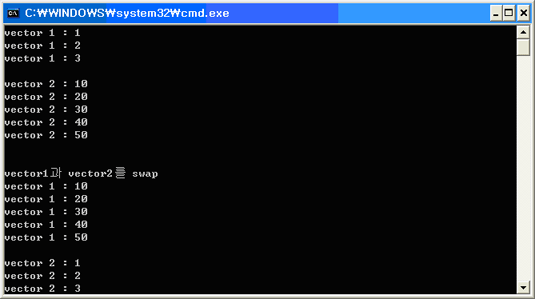 C:₩WINDOWS₩system32₩cmd.exe
vector 1 : 1
vector 1 : 2
vector 1 : 3
vector 2 : 10
vector 2 : 20
vector 2 : 30
vector 2 : 40
vector 2 : 50
vector1과 vector2를 swap
vector 1 : 10
vector 1 : 20
vector 1 : 30
vector 1 : 40
vector 1 : 50
vector 2 : 1
vector 2 : 2
vector 2 : 3